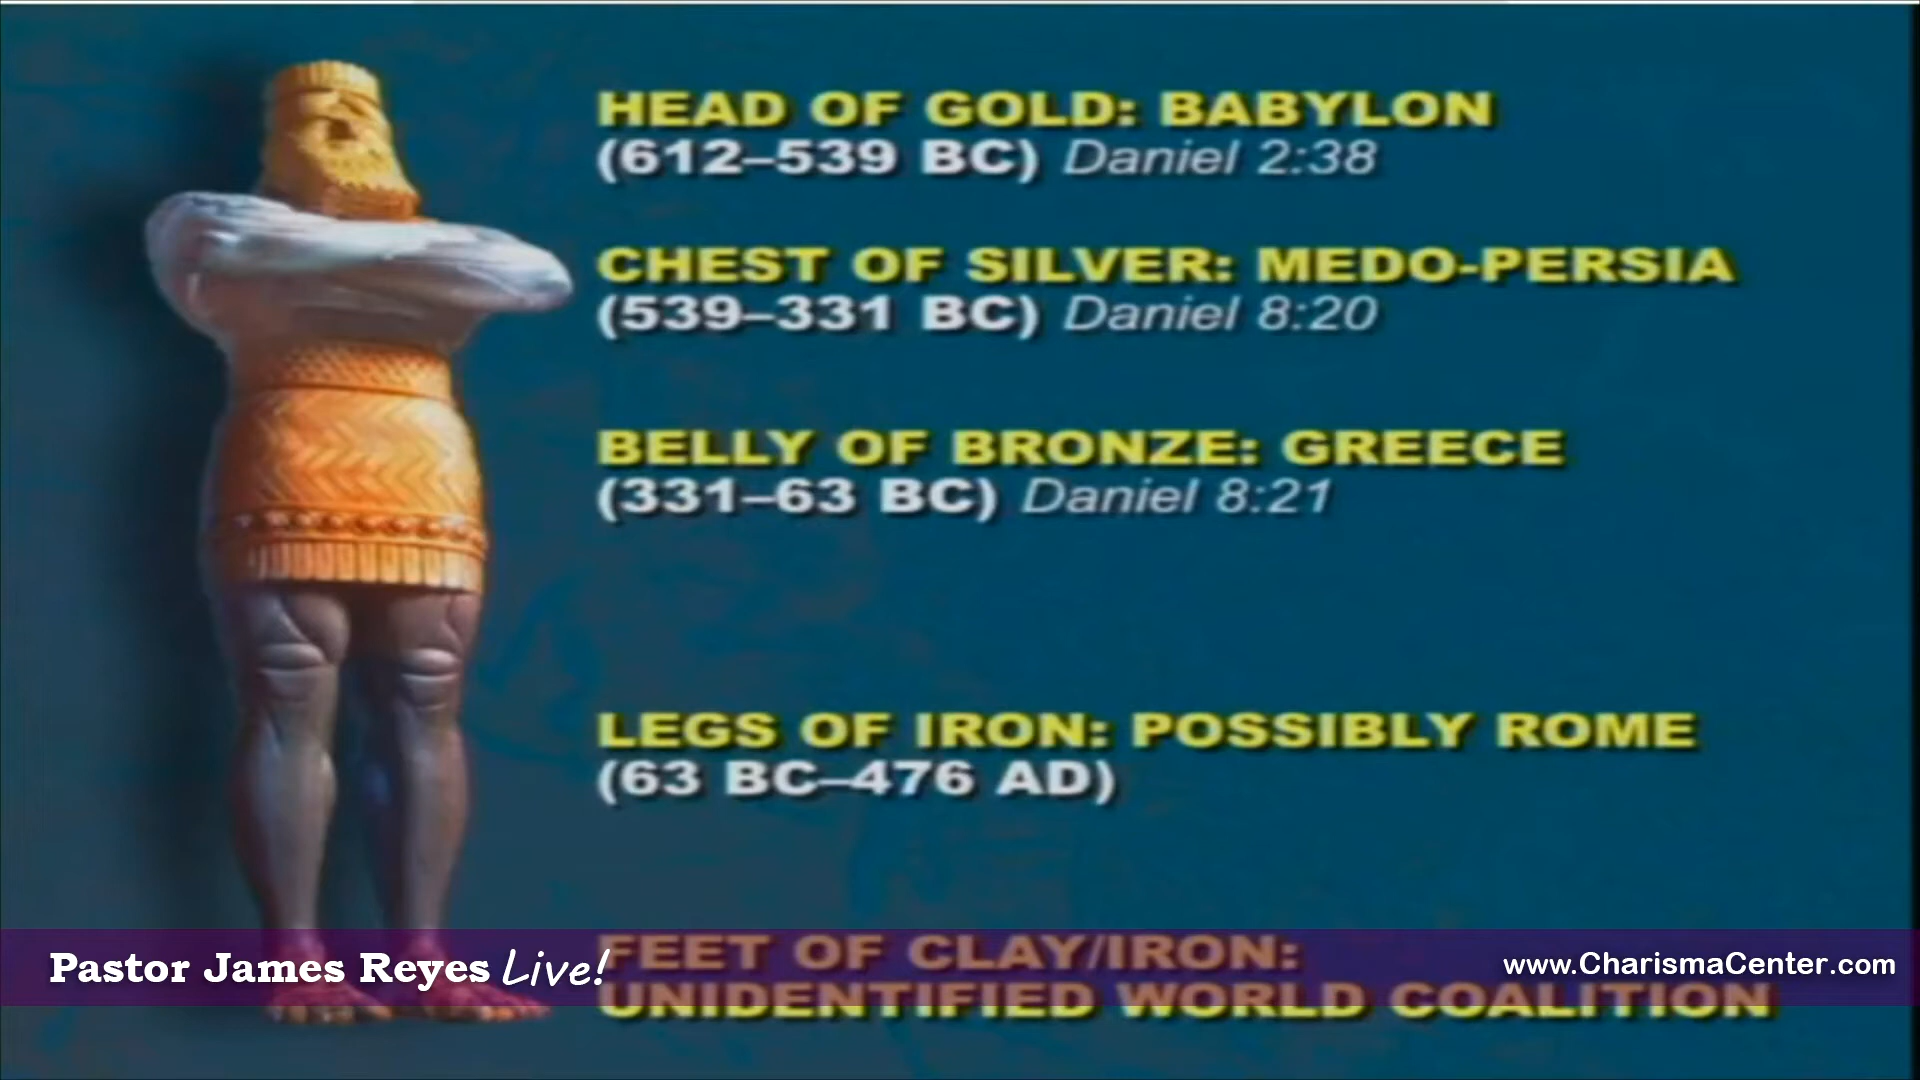 HEAD OF GOLD: BABYLON
(612–539 BC) Daniel 2:38
CHEST OF SILVER: MEDO-PERSIA
(539–331 BC) Daniel 8:20
BELLY OF BRONZE: GREECE
(331–63 BC) Daniel 8:21
LEGS OF IRON: POSSIBLY ROME
(63 BC–476 AD)
FEET OF CLAY/IRON:
UNIDENTIFIED WORLD COALITION
Pastor James Reyes Live!
www.CharismaCenter.com